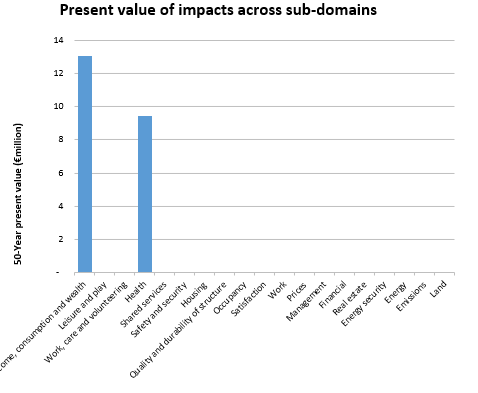 Present value of impacts across sub-domains
50-Year present value (€million)
14
12
10
8
6
4
2
-
consumption and wealth
Leisure and play
Work, care and volunteering
Health
Shared services
Safety and security
Housing
Quality and durability of structure
Occupancy
Satisfaction
Work
Prices
Management
Financial
Real estate
Energy security
Energy
Emissions
Land